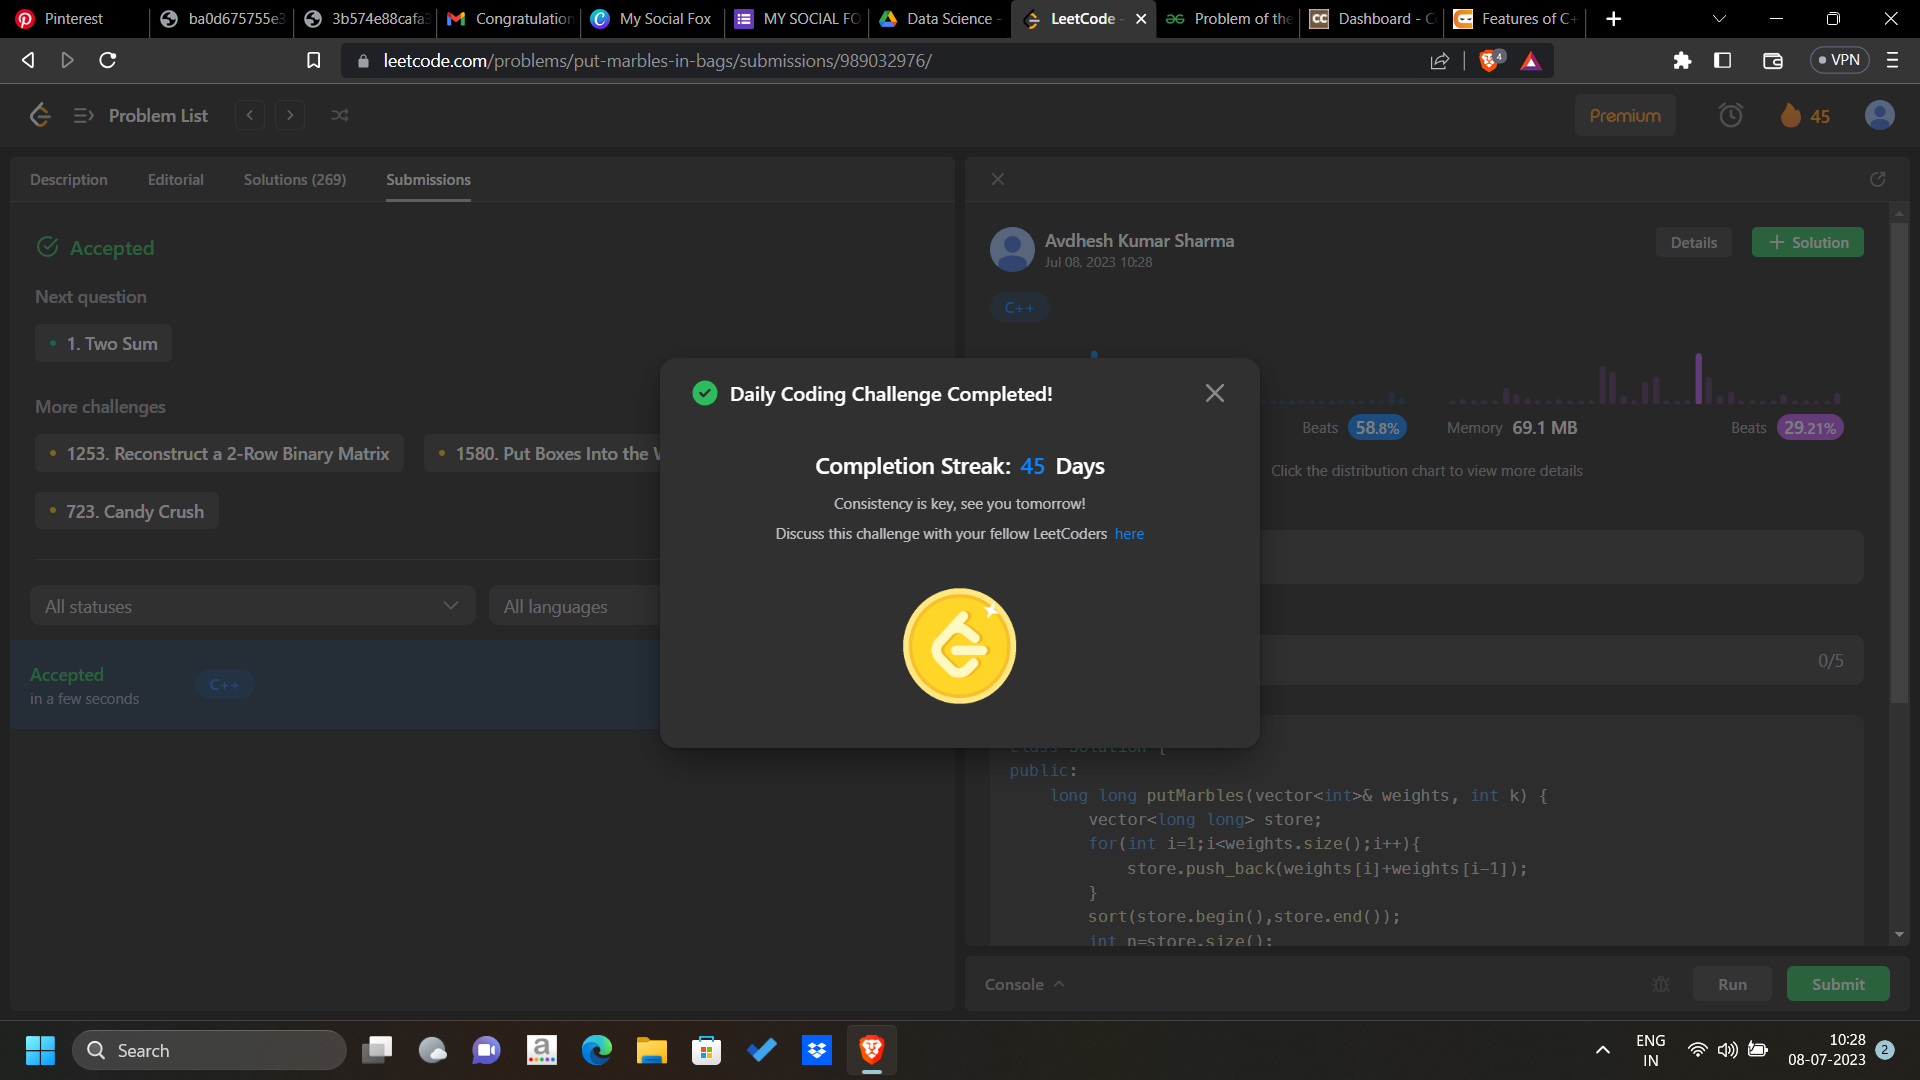 Pinterest
ba0d675755e3
3b574e88cafa3
Congratulation
My Social Fox
MY SOCIAL FO
Data Science -
LeetCode -
Problem of the
Dashboard - C
Features of C+
leetcode.com/problems/put-marbles-in-bags/submissions/989032976/
4
VPN
Problem List
Premium
45
Description
Editorial
Solutions (269)
Submissions
Accepted
Next question
1. Two Sum
More challenges
1253. Reconstruct a 2-Row Binary Matrix
1580. Put Boxes Into the W
723. Candy Crush
All statuses
All languages
Accepted
in a few seconds
C++
Avdhesh Kumar Sharma
Jul 08, 2023 10:28
Details
+ Solution
C++
Beats 58.8%
Memory 69.1 MB
Beats 29.21%
Click the distribution chart to view more details
0/5
Daily Coding Challenge Completed!
Completion Streak: 45 Days
Consistency is key, see you tomorrow!
Discuss this challenge with your fellow LeetCoders here
class Solution {
public:
long long putMarbles(vector<int>& weights, int k) {
vector<long long> store;
for(int i=1;i<weights.size();i++){
store.push_back(weights[i]+weights[i-1]);
}
sort(store.begin(),store.end());
int n=store.size();
Console
Run
Submit
Search
ENG
IN
10:28
08-07-2023
2